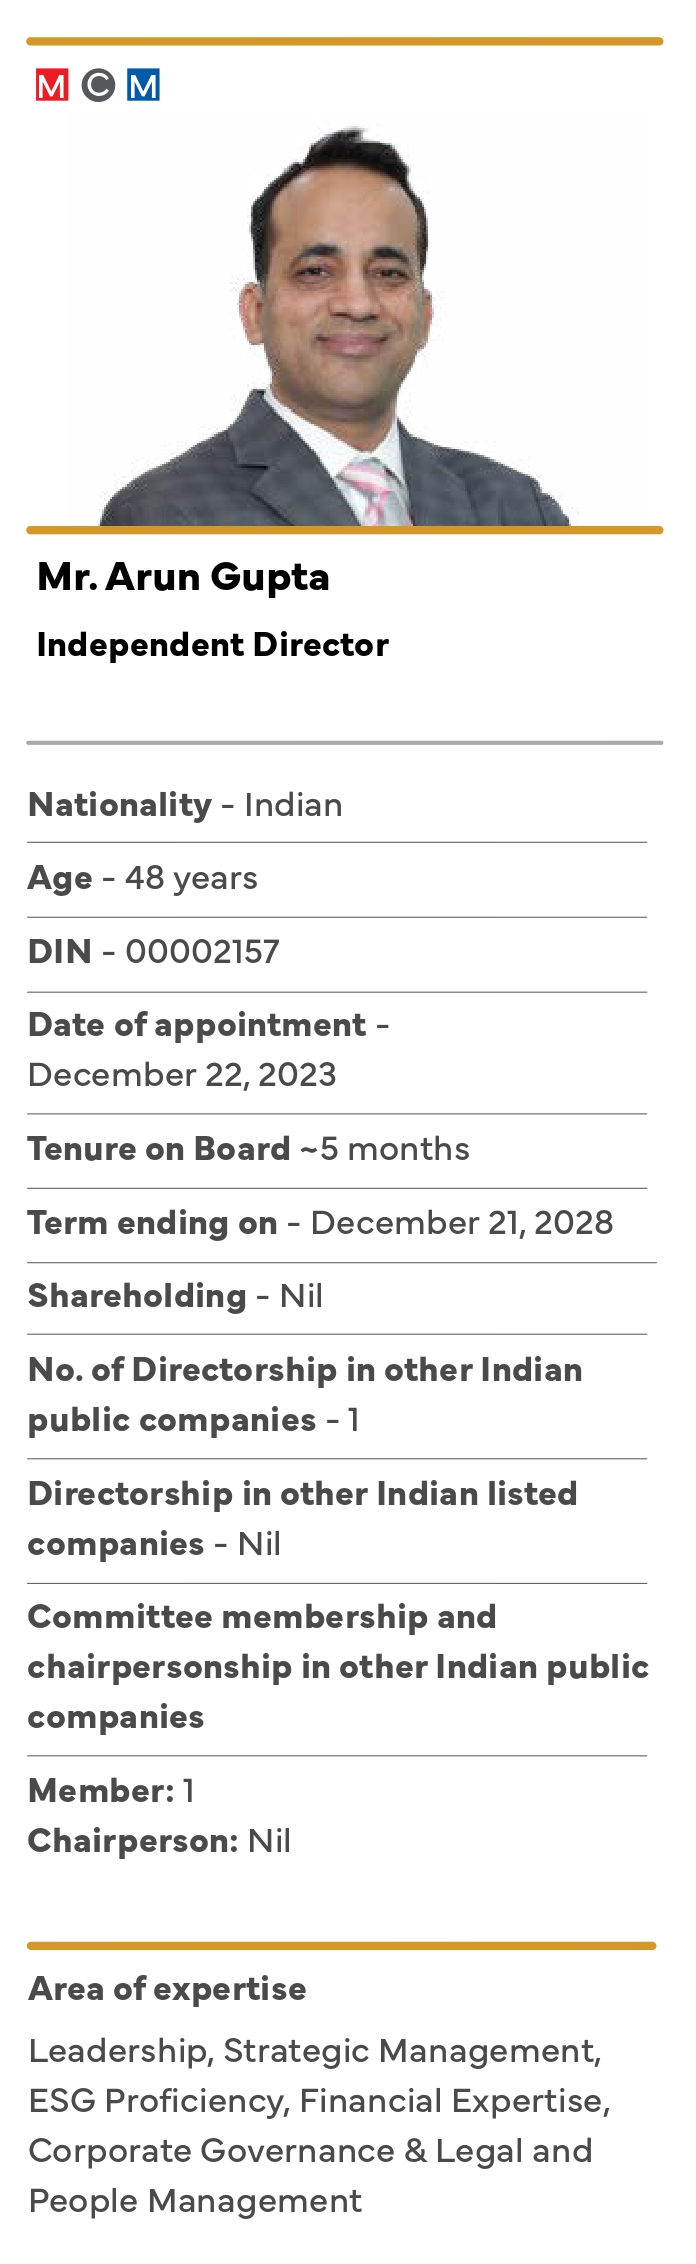 M C M
Mr. Arun Gupta
Independent Director
Nationality - Indian
Age - 48 years
DIN - 00002157
Date of appointment -
December 22, 2023
Tenure on Board ~5 months
Term ending on - December 21, 2028
Shareholding - Nil
No. of Directorship in other Indian
public companies - 1
Directorship in other Indian listed
companies - Nil
Committee membership and
chairpersonship in other Indian public
companies
Member: 1
Chairperson: Nil
Area of expertise
Leadership, Strategic Management,
ESG Proficiency, Financial Expertise,
Corporate Governance & Legal and
People Management